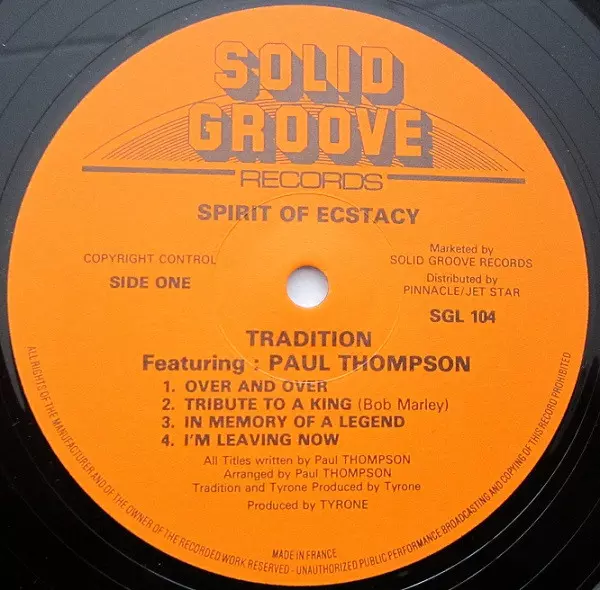 SOLID
GROOVE
RECORDS
SPIRIT OF ECSTACY
COPYRIGHT CONTROL
SIDE ONE
Marketed by
SOLID GROOVE RECORDS
Distributed by
PINNACLE/JET STAR
SGL 104
TRADITION
Featuring : PAUL THOMPSON
1. OVER AND OVER
2. TRIBUTE TO A KING (Bob Marley)
3. IN MEMORY OF A LEGEND
4. I'M LEAVING NOW
All Titles written by Paul THOMPSON
Arranged by Paul THOMPSON
Tradition and Tyrone Produced by Tyrone
Produced by TYRONE
MADE IN FRANCE
ALL RIGHTS OF THE MANUFACTURER AND OF THE OWNER OF THE RECORDED WORK RESERVED - UNAUTHORIZED PUBLIC PERFORMANCE BROADCASTING AND COPYING OF THIS RECORD PROHIBITED